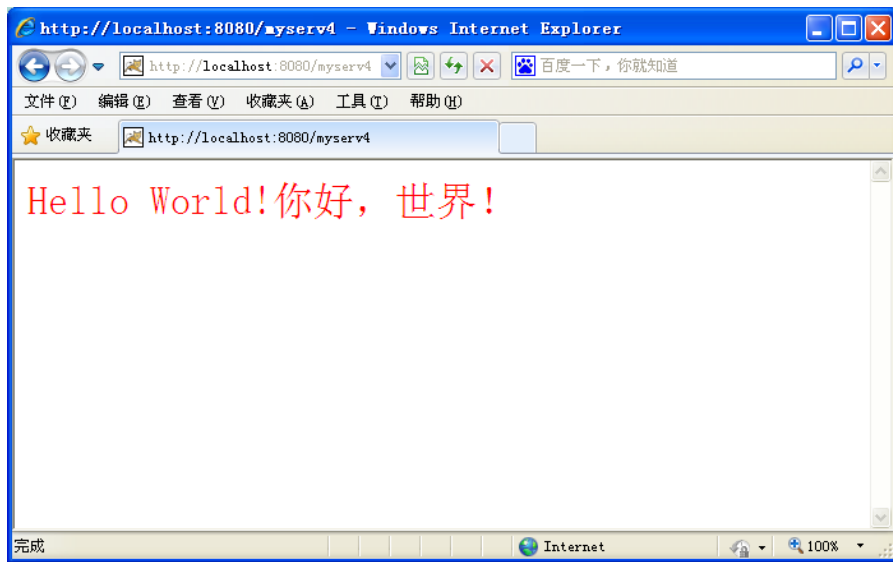 http://localhost:8080/myserv4 - Windows Internet Explorer
http://localhost:8080/myserv4 百度一下，你就知道
文件(F) 编辑(E) 查看(V) 收藏夹(A) 工具(T) 帮助(H)
收藏夹 http://localhost:8080/myserv4
Hello World!你好，世界！
完成 Internet 100%